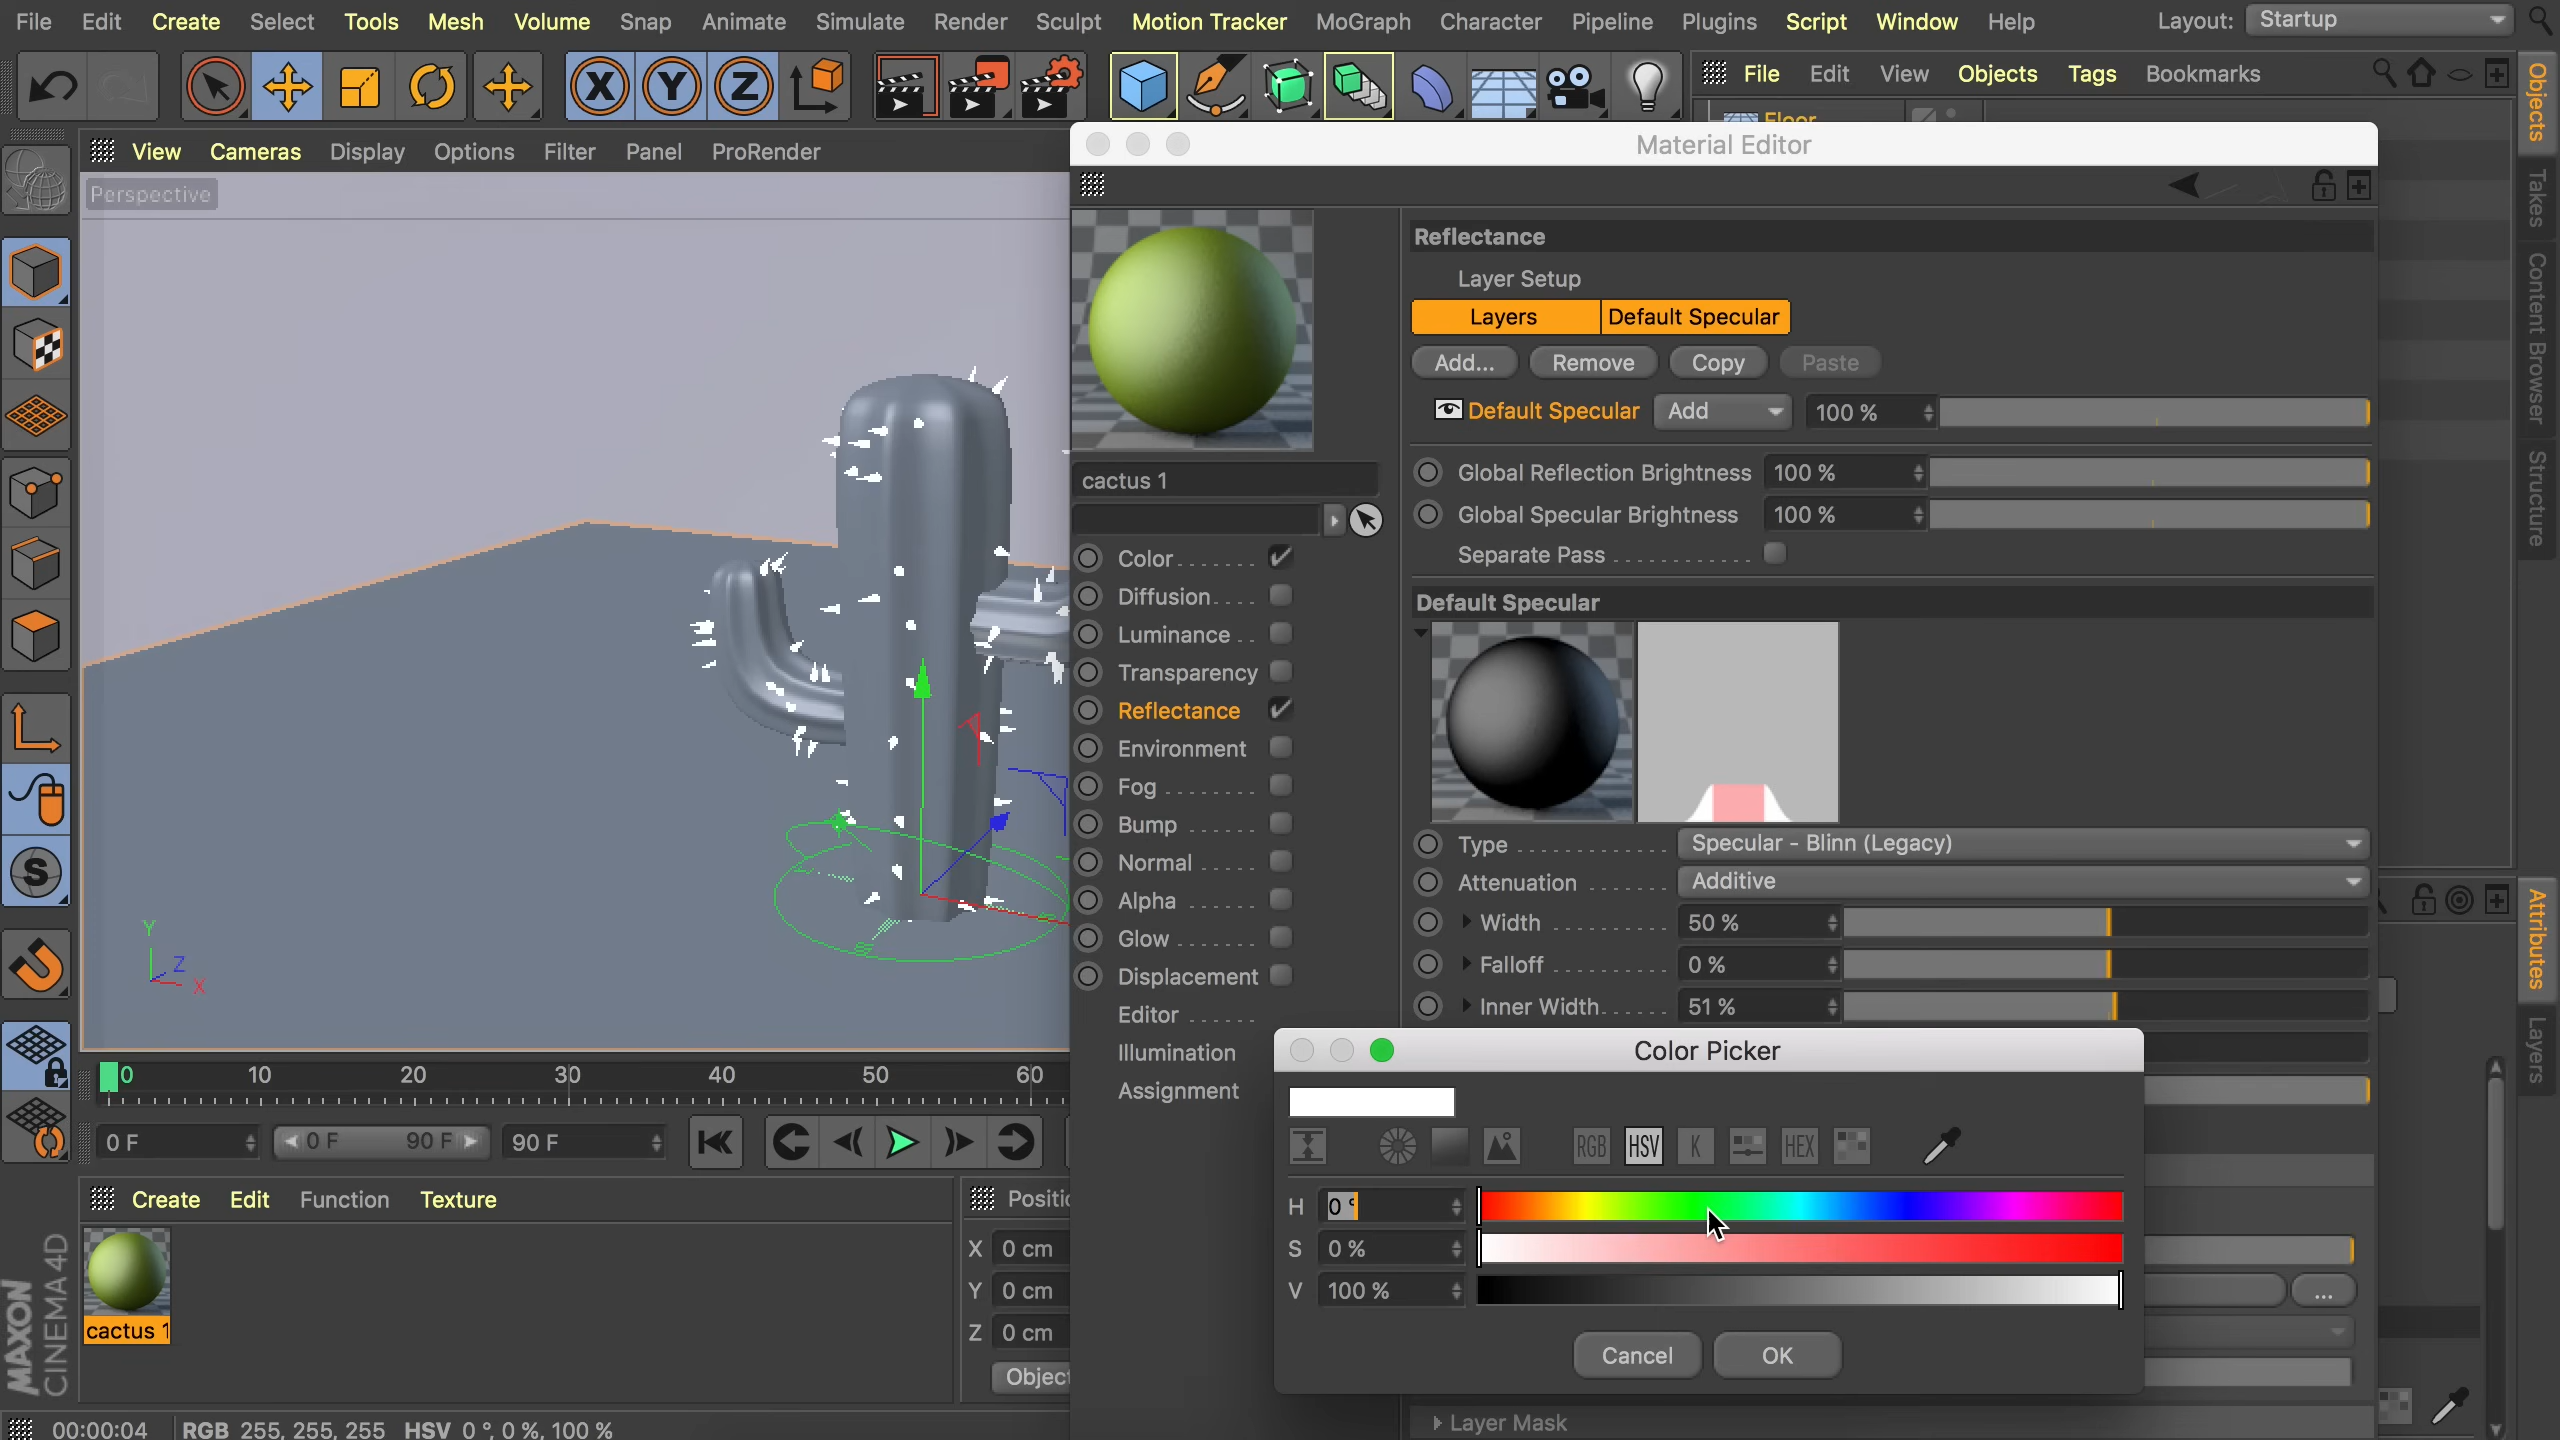 File Edit Create Select Tools Mesh Volume Snap Animate Simulate Render Sculpt Motion Tracker MoGraph Character Pipeline Plugins Script Window Help Layout: Startup
File Edit View Objects Tags Bookmarks
Objects
Takes
Content Browser
Structure
Attributes
Layers
View Cameras Display Options Filter Panel ProRender
Perspective
Y
Z
X
Material Editor
cactus 1
Color
Diffusion
Luminance
Transparency
Reflectance
Environment
Fog
Bump
Normal
Alpha
Glow
Displacement
Editor
Illumination
Assignment
Reflectance
Layer Setup
Layers Default Specular
Add... Remove Copy Paste
Default Specular Add 100 %
Global Reflection Brightness 100 %
Global Specular Brightness 100 %
Separate Pass
Default Specular
Type Specular - Blinn (Legacy)
Attenuation Additive
Width 50 %
Falloff 0 %
Inner Width 51 %
Color Picker
RGB HSV K HEX
H 0 °
S 0 %
V 100 %
Cancel OK
...
Layer Mask
0 10 20 30 40 50 60
0 F 0 F 90 F 90 F
Create Edit Function Texture
cactus 1
X 0 cm
Y 0 cm
Z 0 cm
MAXON
CINEMA 4D
00:00:04 RGB 255, 255, 255 HSV 0 °, 0 %, 100 %